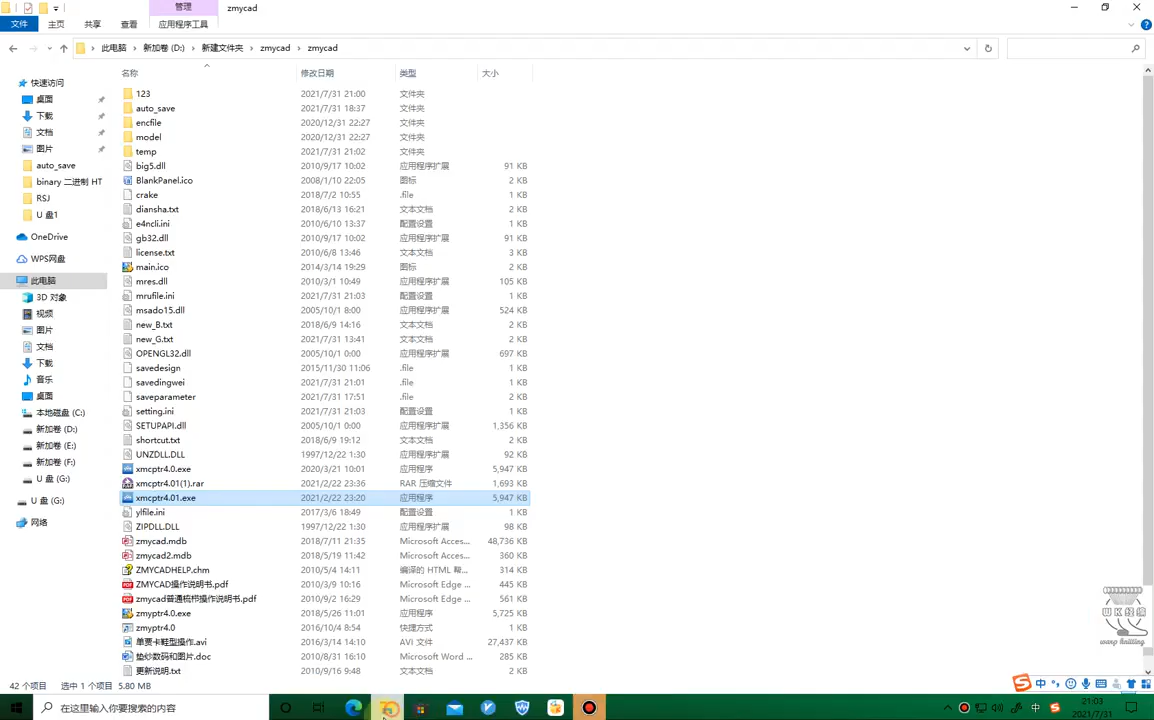 管理
zmycad
文件
主页
共享
查看
应用程序工具
此电脑 > 新加卷 (D:) > 新建文件夹 > zmycad > zmycad
名称 修改日期 类型 大小
快速访问
桌面
下载
文档
图片
auto_save
binary 二进制 HT
RSJ
U 盘1
OneDrive
WPS网盘
此电脑
3D 对象
视频
图片
文档
下载
音乐
桌面
本地磁盘 (C:)
新加卷 (D:)
新加卷 (E:)
新加卷 (F:)
U 盘 (G:)
U 盘 (G:)
网络
123 2021/7/31 21:00 文件夹
auto_save 2021/7/31 18:37 文件夹
encfile 2020/12/31 22:27 文件夹
model 2020/12/31 22:27 文件夹
temp 2021/7/31 21:02 文件夹
big5.dll 2010/9/17 10:02 应用程序扩展 91 KB
BlankPanel.ico 2008/1/10 22:05 图标 2 KB
crake 2018/7/2 10:55 .file 1 KB
diansha.txt 2018/6/13 16:21 文本文档 2 KB
e4ncli.ini 2010/6/10 13:37 配置设置 1 KB
gb32.dll 2010/9/17 10:02 应用程序扩展 91 KB
license.txt 2010/6/8 13:46 文本文档 3 KB
main.ico 2014/3/14 19:29 图标 2 KB
mres.dll 2010/3/1 10:49 应用程序扩展 105 KB
mrufile.ini 2021/7/31 21:03 配置设置 1 KB
msado15.dll 2005/10/1 8:00 应用程序扩展 524 KB
new_B.txt 2018/6/9 14:16 文本文档 2 KB
new_G.txt 2021/7/31 13:41 文本文档 2 KB
OPENGL32.dll 2005/10/1 0:00 应用程序扩展 697 KB
savedesign 2015/11/30 11:06 .file 1 KB
savedingwei 2021/7/31 21:01 .file 1 KB
saveparameter 2021/7/31 17:51 .file 1 KB
setting.ini 2021/7/31 21:03 配置设置 1 KB
SETUPAPI.dll 2005/10/1 0:00 应用程序扩展 1,356 KB
shortcut.txt 2018/6/9 19:12 文本文档 2 KB
UNZDLL.DLL 1997/12/22 1:30 应用程序扩展 92 KB
xmcptr4.0.exe 2020/3/21 10:01 应用程序 5,947 KB
xmcptr4.01(1).rar 2021/2/22 23:36 RAR 压缩文件 1,693 KB
xmcptr4.01.exe 2021/2/22 23:20 应用程序 5,947 KB
ylfile.ini 2017/3/6 18:49 配置设置 1 KB
ZIPDLL.DLL 1997/12/22 1:30 应用程序扩展 98 KB
zmycad.mdb 2018/7/11 21:35 Microsoft Acces... 48,736 KB
zmycad2.mdb 2018/5/19 11:42 Microsoft Acces... 360 KB
ZMYCADHELP.chm 2010/5/4 14:11 编译的 HTML 帮... 314 KB
ZMYCAD操作说明书.pdf 2010/3/9 10:16 Microsoft Edge ... 445 KB
zmycad普通梳栉操作说明书.pdf 2010/9/2 16:29 Microsoft Edge ... 561 KB
zmyptr4.0.exe 2018/5/26 11:01 应用程序 5,725 KB
zmyptr4.0 2016/10/4 8:54 快捷方式 2 KB
单贾卡鞋型操作.avi 2016/3/14 14:10 AVI 文件 27,437 KB
垫纱数码和图片.doc 2010/8/31 16:10 Microsoft Word ... 285 KB
更新说明.txt 2010/9/16 9:48 文本文档 2 KB
UK经编
warp knitting
42 个项目 选中 1 个项目 5.80 MB
中
在这里输入你要搜索的内容
中
21:03
2021/7/31